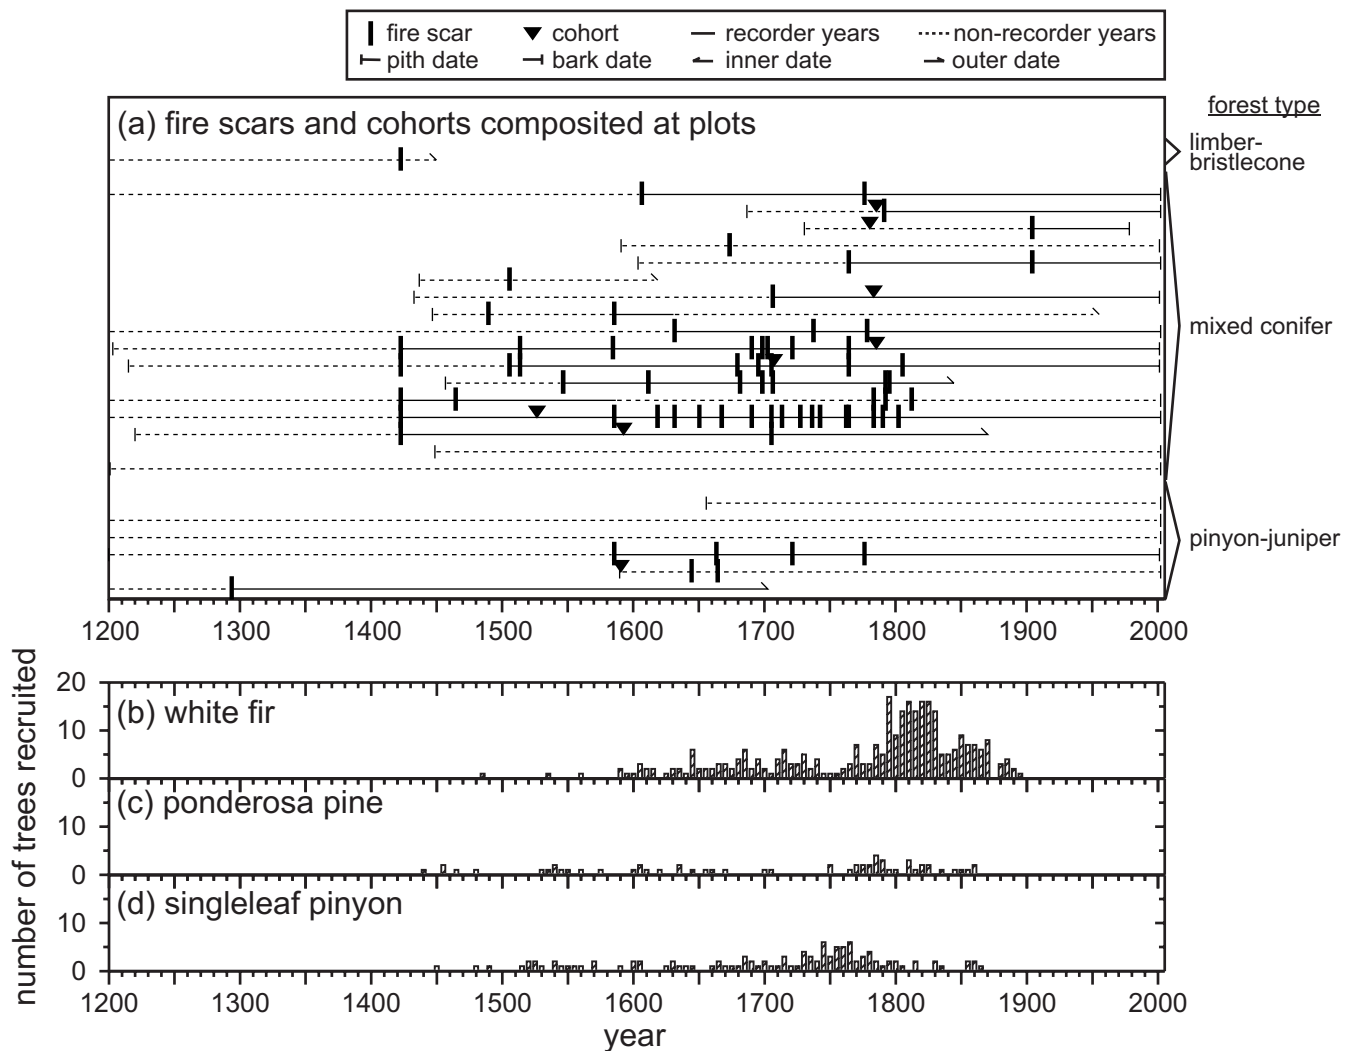 fire scar cohort recorder years non-recorder years
pith date bark date inner date outer date
(a) fire scars and cohorts composited at plots
forest type
limber-
bristlecone
mixed conifer
pinyon-juniper
1200 1300 1400 1500 1600 1700 1800 1900 2000
number of trees recruited
20
10
0
(b) white fir
10
0
(c) ponderosa pine
10
0
(d) singleleaf pinyon
1200 1300 1400 1500 1600 1700 1800 1900 2000
year